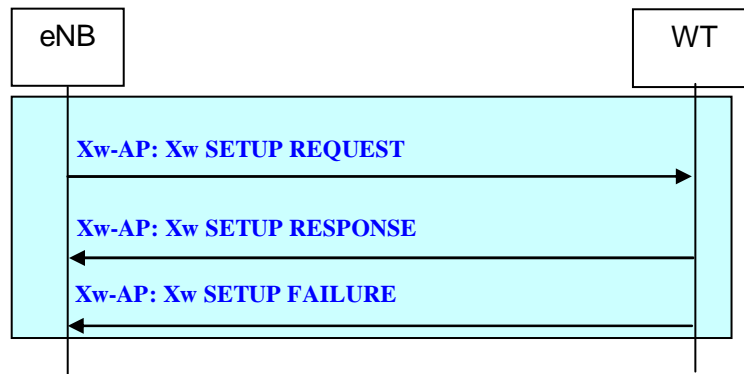 eNB
WT
Xw-AP: Xw SETUP REQUEST
Xw-AP: Xw SETUP RESPONSE
Xw-AP: Xw SETUP FAILURE